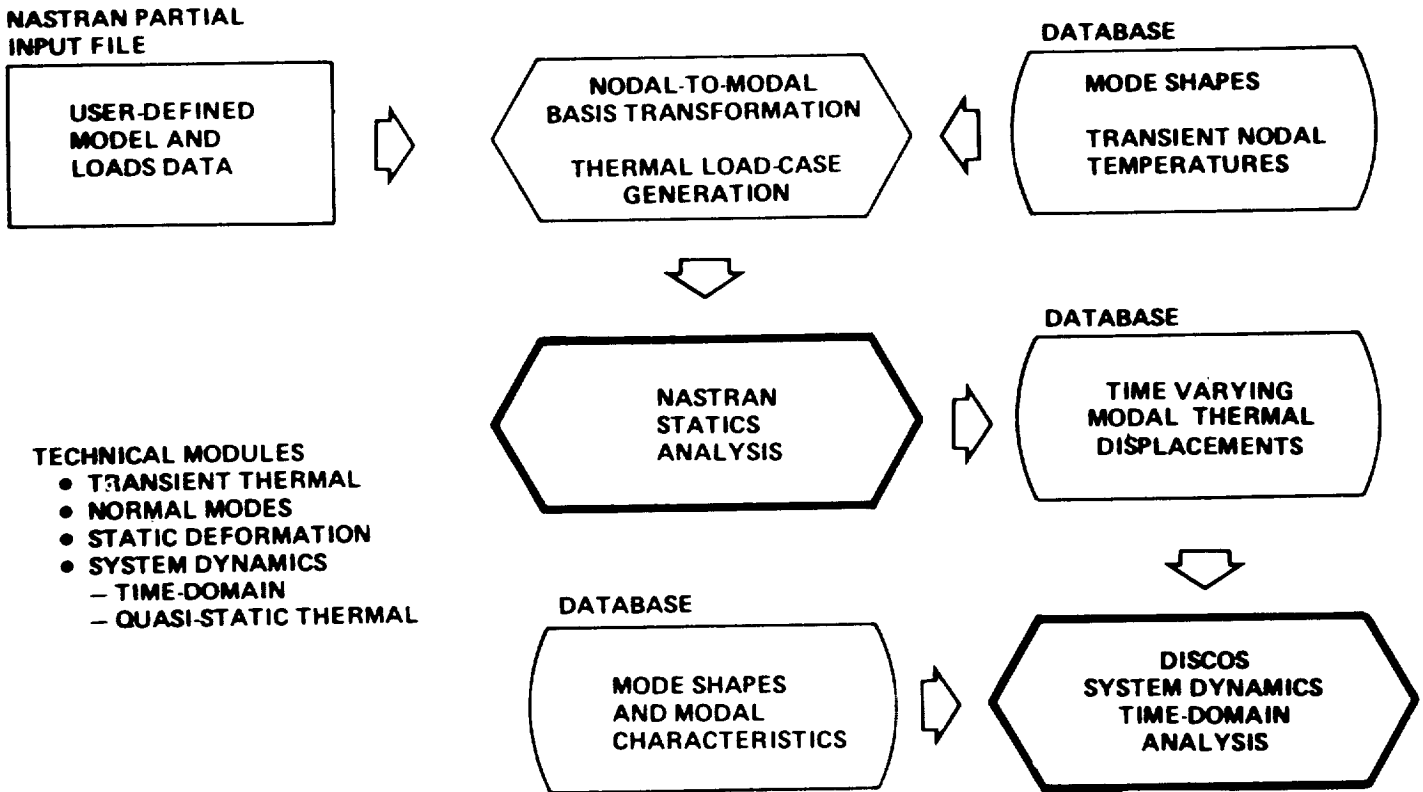 NASTRAN PARTIAL
INPUT FILE
USER-DEFINED
MODEL AND
LOADS DATA
NODAL-TO-MODAL
BASIS TRANSFORMATION
THERMAL LOAD-CASE
GENERATION
DATABASE
MODE SHAPES
TRANSIENT NODAL
TEMPERATURES
NASTRAN
STATICS
ANALYSIS
DATABASE
TIME VARYING
MODAL THERMAL
DISPLACEMENTS
TECHNICAL MODULES
● TRANSIENT THERMAL
● NORMAL MODES
● STATIC DEFORMATION
● SYSTEM DYNAMICS
– TIME-DOMAIN
– QUASI-STATIC THERMAL
DATABASE
MODE SHAPES
AND MODAL
CHARACTERISTICS
DISCOS
SYSTEM DYNAMICS
TIME-DOMAIN
ANALYSIS